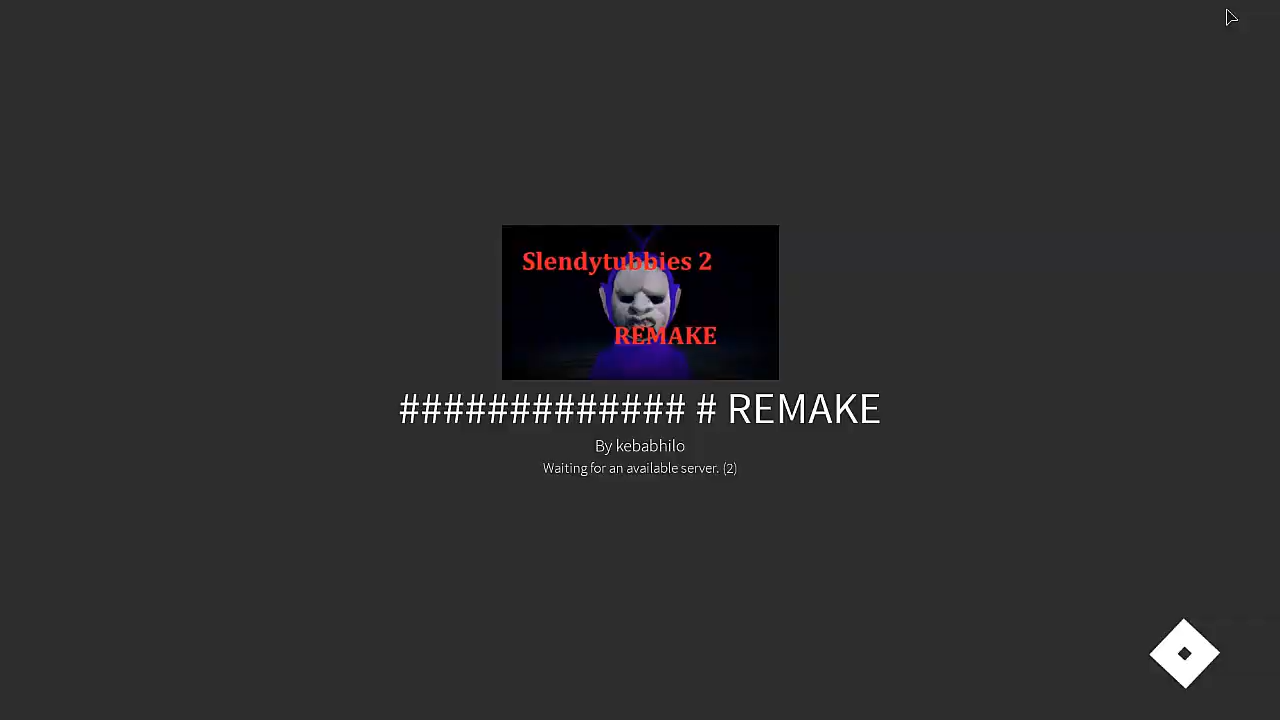 Slendytubbies 2
REMAKE
############# # REMAKE
By kebabhilo
Waiting for an available server. (2)